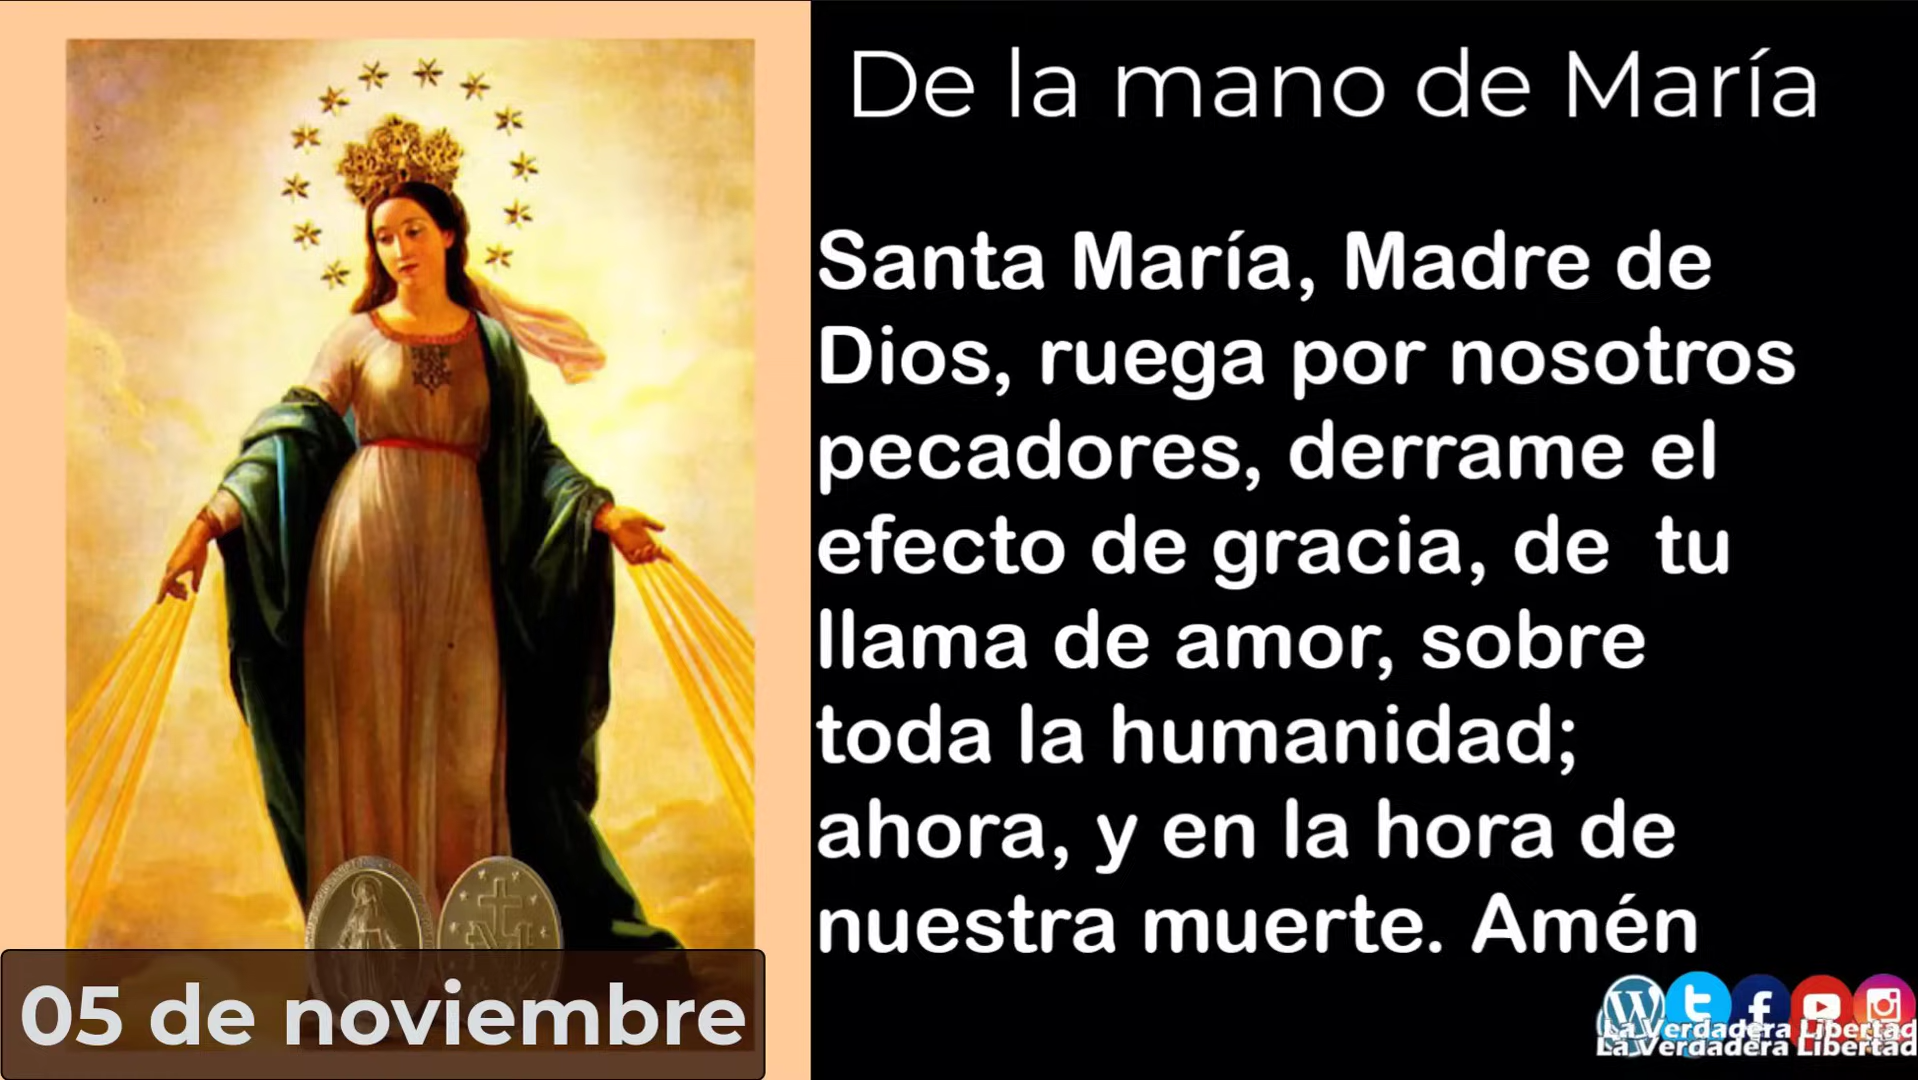 De la mano de María
Santa María, Madre de
Dios, ruega por nosotros
pecadores, derrame el
efecto de gracia, de  tu
llama de amor, sobre
toda la humanidad;
ahora, y en la hora de
nuestra muerte. Amén
05 de noviembre
La Verdadera Libertad
La Verdadera Libertad